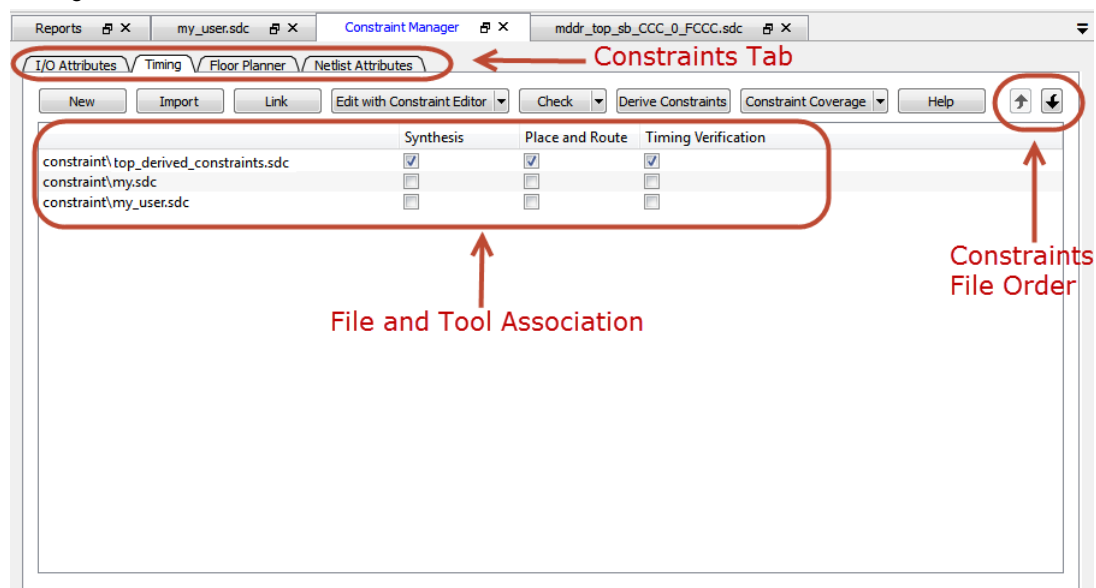 Reports my_user.sdc Constraint Manager mddr_top_sb_CCC_0_FCCC.sdc
I/O Attributes Timing Floor Planner Netlist Attributes Constraints Tab
New Import Link Edit with Constraint Editor Check Derive Constraints Constraint Coverage Help
Synthesis Place and Route Timing Verification
constraint\top_derived_constraints.sdc
constraint\my.sdc
constraint\my_user.sdc
Constraints
File Order
File and Tool Association